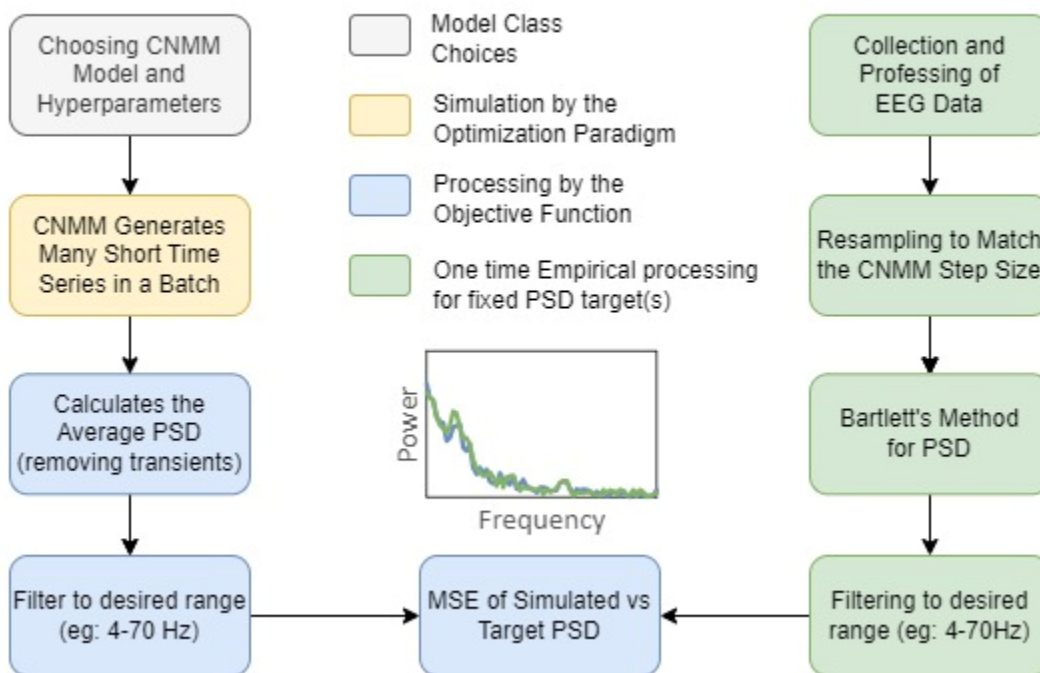 Choosing CNMM
Model and
Hyperparameters
CNMM Generates
Many Short Time
Series in a Batch
Calculates the
Average PSD
(removing transients)
Filter to desired range
(eg: 4-70 Hz)
Model Class
Choices
Simulation by the
Optimization Paradigm
Processing by the
Objective Function
One time Empirical processing
for fixed PSD target(s)
Power
Frequency
MSE of Simulated vs
Target PSD
Collection and
Professing of
EEG Data
Resampling to Match
the CNMM Step Size
Bartlett's Method
for PSD
Filtering to desired
range (eg: 4-70Hz)